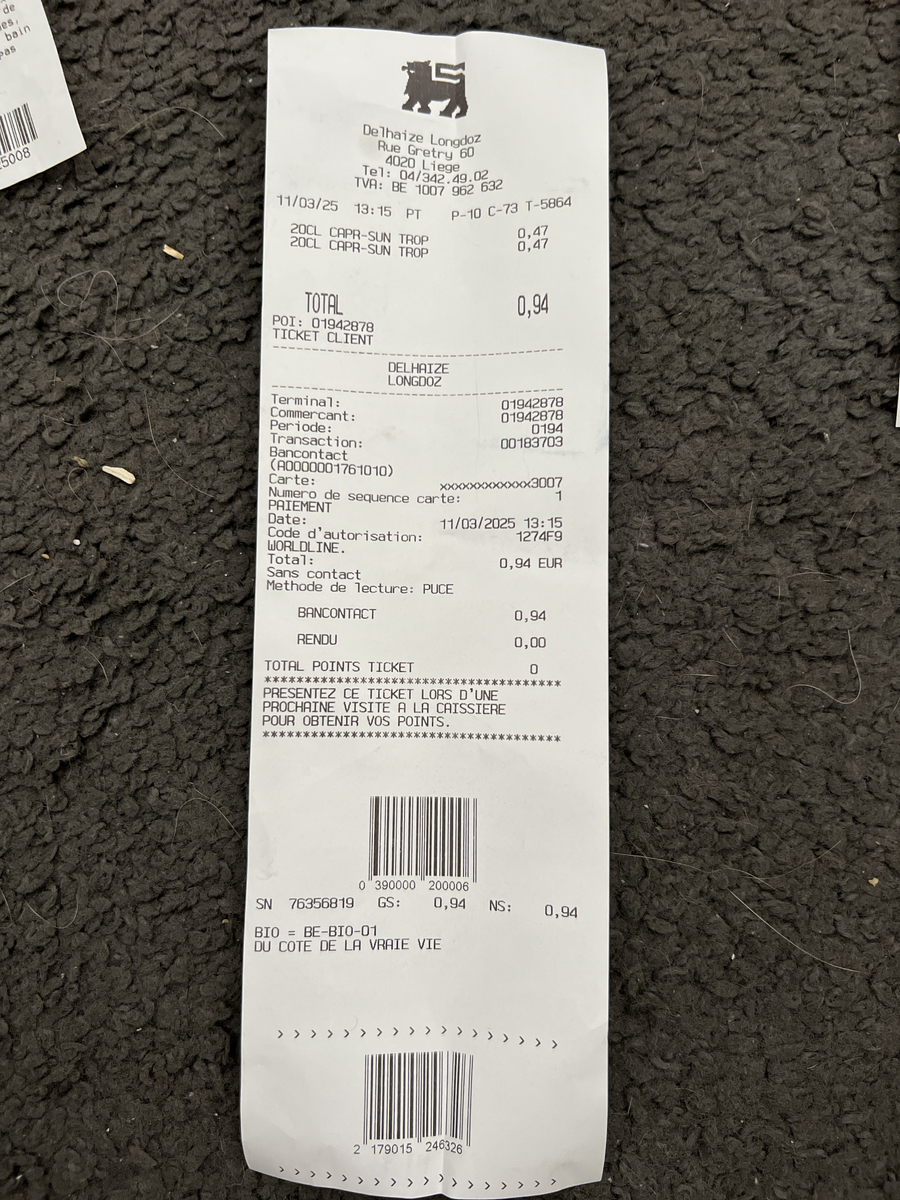 de
es,
bain
pas
5008
Delhaize Longdoz
Rue Gretry 60
4020 Liege
Tel: 04/342.49.02
TVA: BE 1007 962 632
11/03/25 13:15 PT P-10 C-73 T-5864
20CL CAPR-SUN TROP 0,47
20CL CAPR-SUN TROP 0,47
TOTAL 0,94
POI: 01942878
TICKET CLIENT
DELHAIZE
LONGDOZ
Terminal: 01942878
Commercant: 01942878
Periode: 0194
Transaction: 00183703
Bancontact
(A0000001761010)
Carte: xxxxxxxxxxxxx3007
Numero de sequence carte: 1
PAIEMENT
Date: 11/03/2025 13:15
Code d'autorisation: 1274F9
WORLDLINE.
Total: 0,94 EUR
Sans contact
Methode de lecture: PUCE
BANCONTACT 0,94
RENDU 0,00
TOTAL POINTS TICKET 0
***********************************
PRESENTEZ CE TICKET LORS D'UNE
PROCHAINE VISITE A LA CAISSIERE
POUR OBTENIR VOS POINTS.
***********************************
0 390000 200006
SN 76356819 GS: 0,94 NS: 0,94
BIO = BE-BIO-01
DU COTE DE LA VRAIE VIE
> > > > > > > > > > > > > > > > >
2 179015 246326
> > > > > > > > > > > > > > > > >